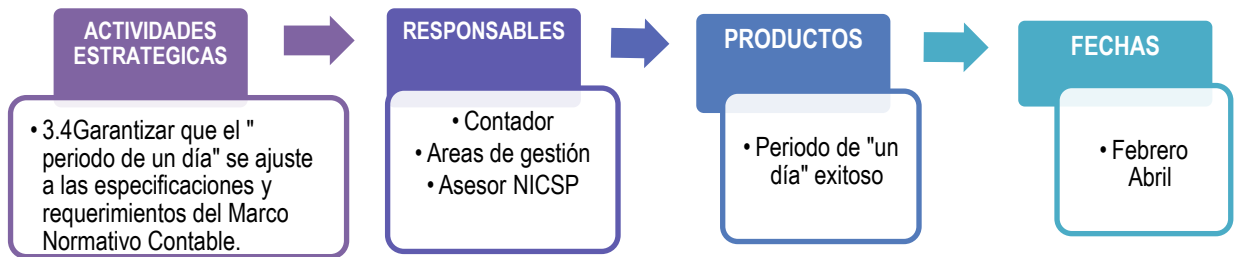 ACTIVIDADES
ESTRATEGICAS
• 3.4Garantizar que el "
periodo de un día" se ajuste
a las especificaciones y
requerimientos del Marco
Normativo Contable.
RESPONSABLES
• Contador
• Areas de gestión
• Asesor NICSP
PRODUCTOS
• Periodo de "un
día" exitoso
FECHAS
• Febrero
Abril